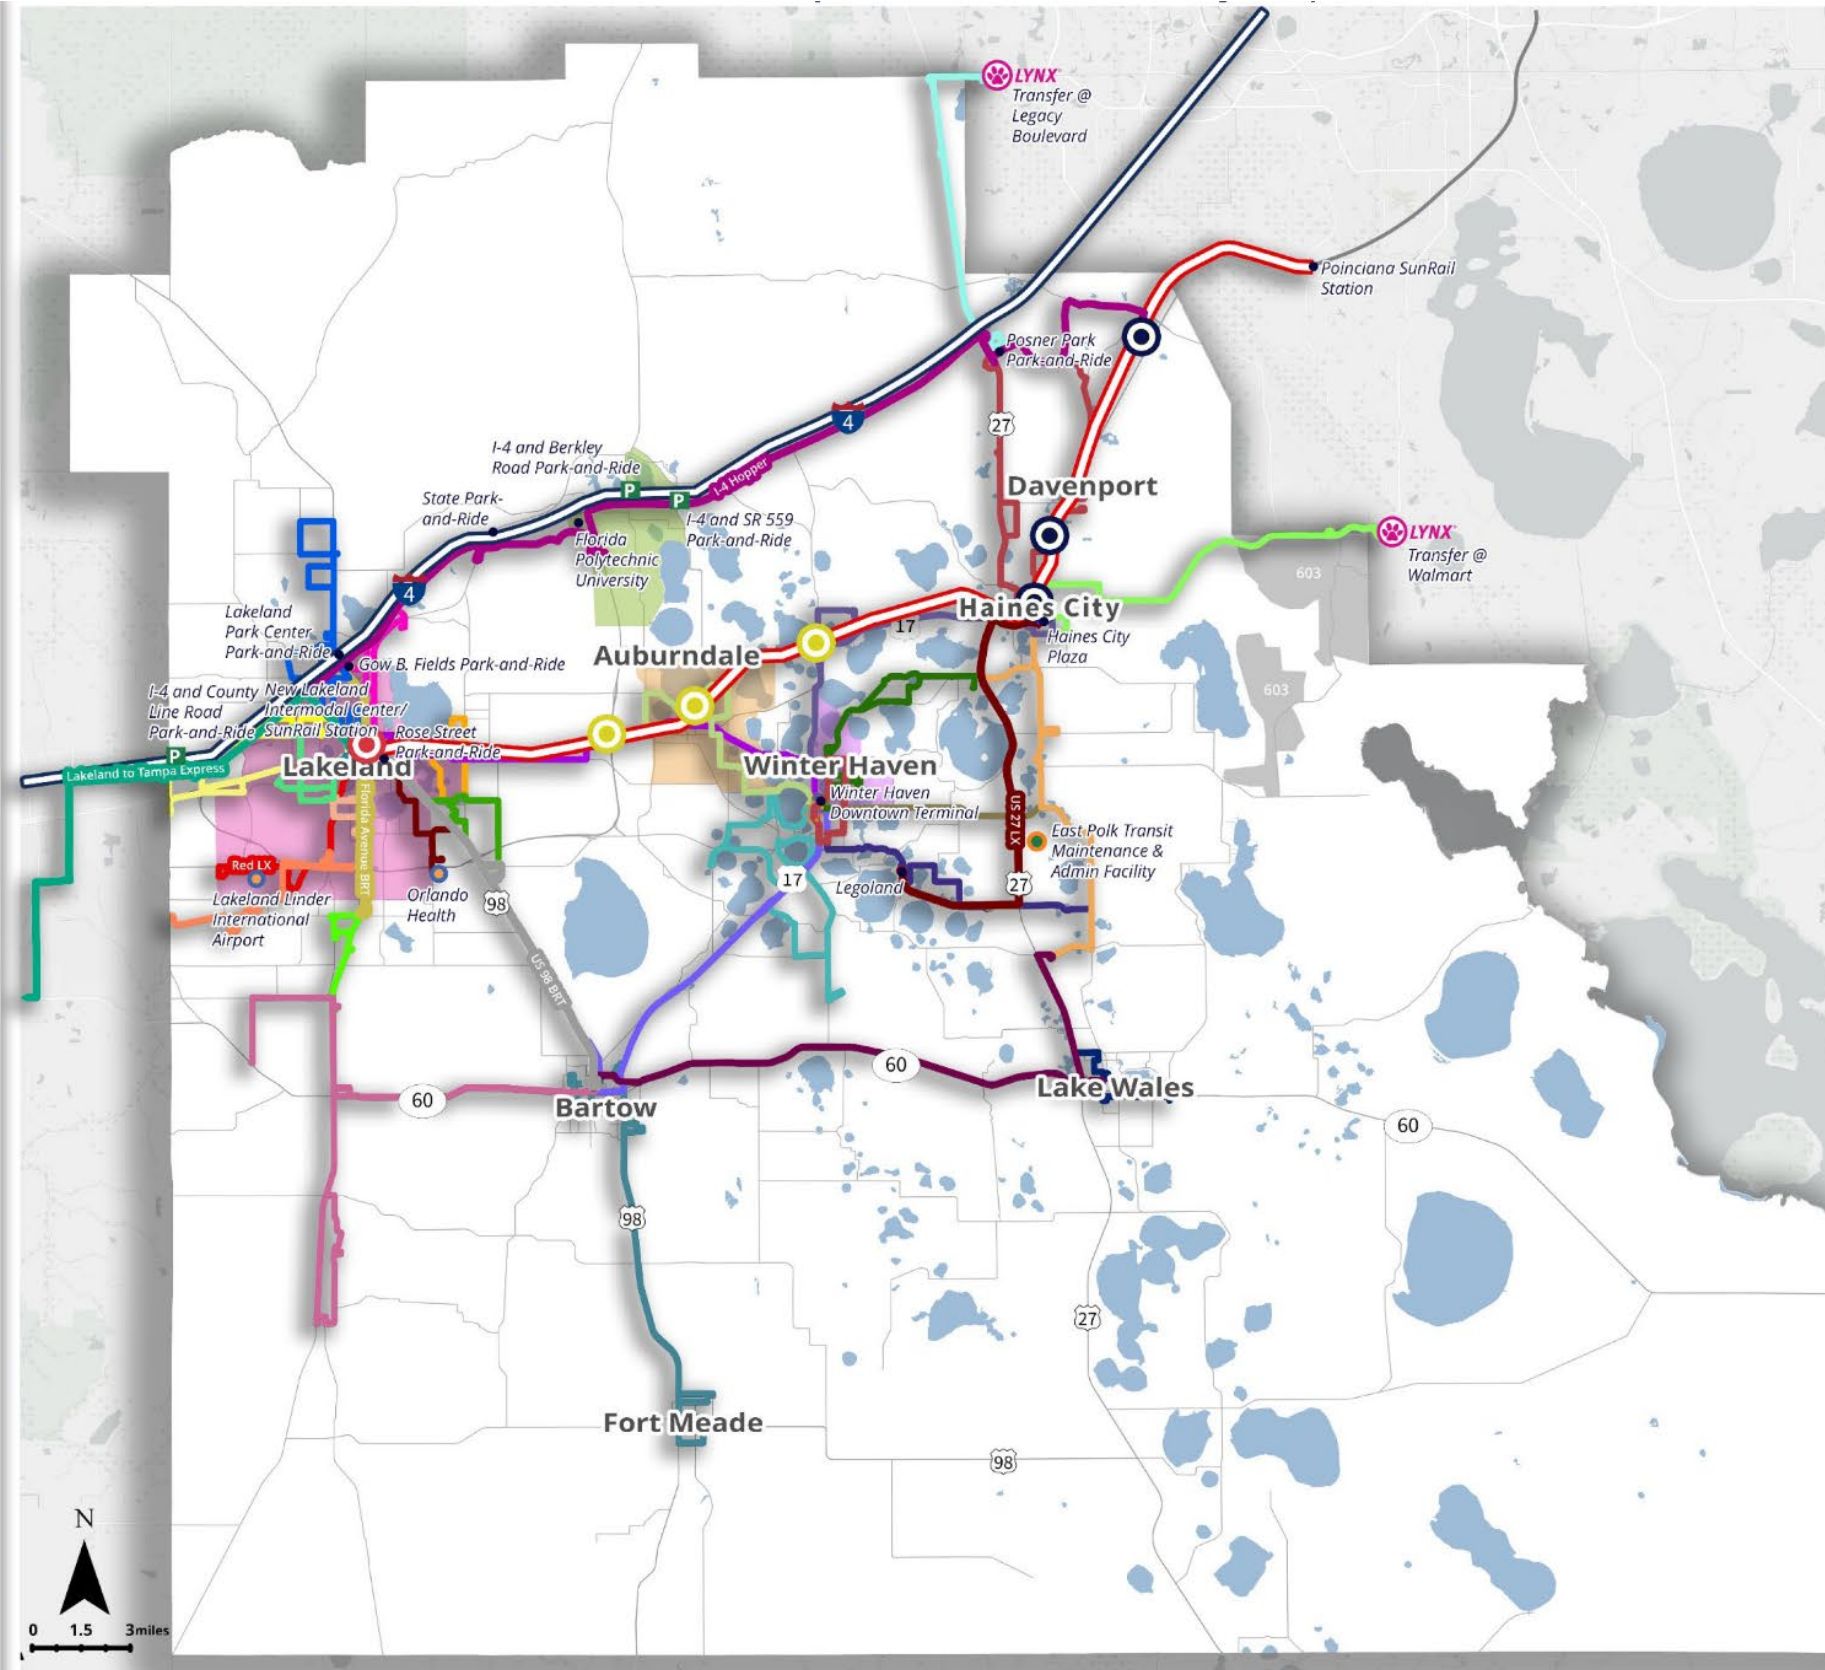 LYNX
Transfer @
Legacy
Boulevard
Poinciana SunRail
Station
Posner Park
Park-and-Ride
4
27
I-4 and Berkley
Road Park-and-Ride
I-4 Hopper
Davenport
State Park-
and-Ride
P
P
I-4 and SR 559
Park-and-Ride
Florida
Polytechnic
University
LYNX
Transfer @
Walmart
603
4
Lakeland
Park Center
Park-and-Ride
Haines City
17
Haines City
Plaza
Auburndale
Gow B. Fields Park-and-Ride
603
I-4 and County
Line Road
Park-and-Ride
New Lakeland
Intermodal Center/
SunRail Station
Rose Street
Park-and-Ride
P
Lakeland to Tampa Express
Lakeland
Winter Haven
Winter Haven
Downtown Terminal
Florida Avenue BRT
US 27 LX
East Polk Transit
Maintenance &
Admin Facility
Red LX
17
Legoland
27
Lakeland Linder
International
Airport
Orlando
Health
98
US 98 BRT
60
Lake Wales
60
Bartow
60
98
27
Fort Meade
98
N
0 1.5 3miles